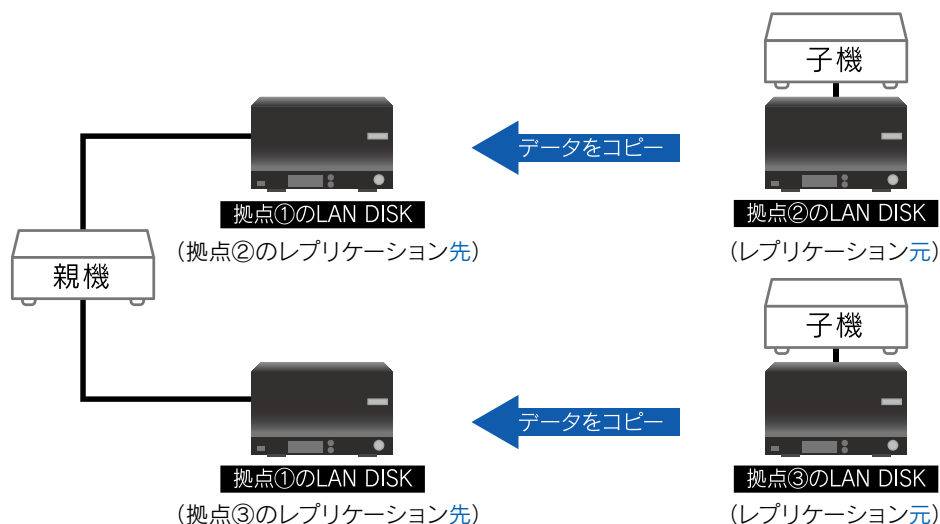 子機
データをコピー
拠点①のLAN DISK
拠点②のLAN DISK
(拠点②のレプリケーション先)
(レプリケーション元)
親機
子機
データをコピー
拠点①のLAN DISK
拠点③のLAN DISK
(拠点③のレプリケーション先)
(レプリケーション元)